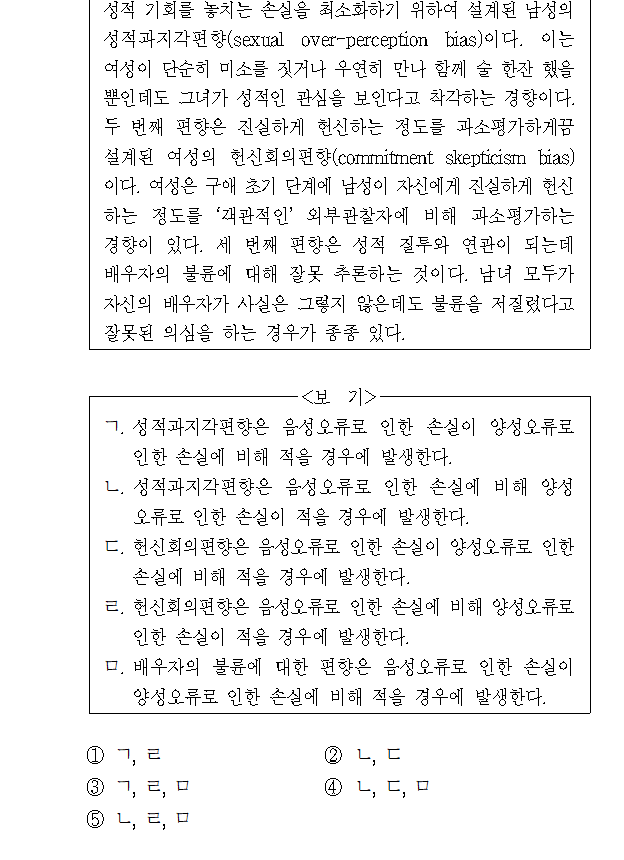 성적 기회를 놓치는 손실을 최소화하기 위하여 설계된 남성의
성적과지각편향(sexual over-perception bias)이다. 이는
여성이 단순히 미소를 짓거나 우연히 만나 함께 술 한잔 했을
뿐인데도 그녀가 성적인 관심을 보인다고 착각하는 경향이다.
두 번째 편향은 진실하게 헌신하는 정도를 과소평가하게끔
설계된 여성의 헌신회의편향(commitment skepticism bias)
이다. 여성은 구애 초기 단계에 남성이 자신에게 진실하게 헌신
하는 정도를 ‘객관적인’ 외부관찰자에 비해 과소평가하는
경향이 있다. 세 번째 편향은 성적 질투와 연관이 되는데
배우자의 불륜에 대해 잘못 추론하는 것이다. 남녀 모두가
자신의 배우자가 사실은 그렇지 않은데도 불륜을 저질렀다고
잘못된 의심을 하는 경우가 종종 있다.
<보 기>
ㄱ. 성적과지각편향은 음성오류로 인한 손실이 양성오류로
인한 손실에 비해 적을 경우에 발생한다.
ㄴ. 성적과지각편향은 음성오류로 인한 손실에 비해 양성
오류로 인한 손실이 적을 경우에 발생한다.
ㄷ. 헌신회의편향은 음성오류로 인한 손실이 양성오류로 인한
손실에 비해 적을 경우에 발생한다.
ㄹ. 헌신회의편향은 음성오류로 인한 손실에 비해 양성오류로
인한 손실이 적을 경우에 발생한다.
ㅁ. 배우자의 불륜에 대한 편향은 음성오류로 인한 손실이
양성오류로 인한 손실에 비해 적을 경우에 발생한다.
① ㄱ, ㄹ ② ㄴ, ㄷ
③ ㄱ, ㄹ, ㅁ ④ ㄴ, ㄷ, ㅁ
⑤ ㄴ, ㄹ, ㅁ